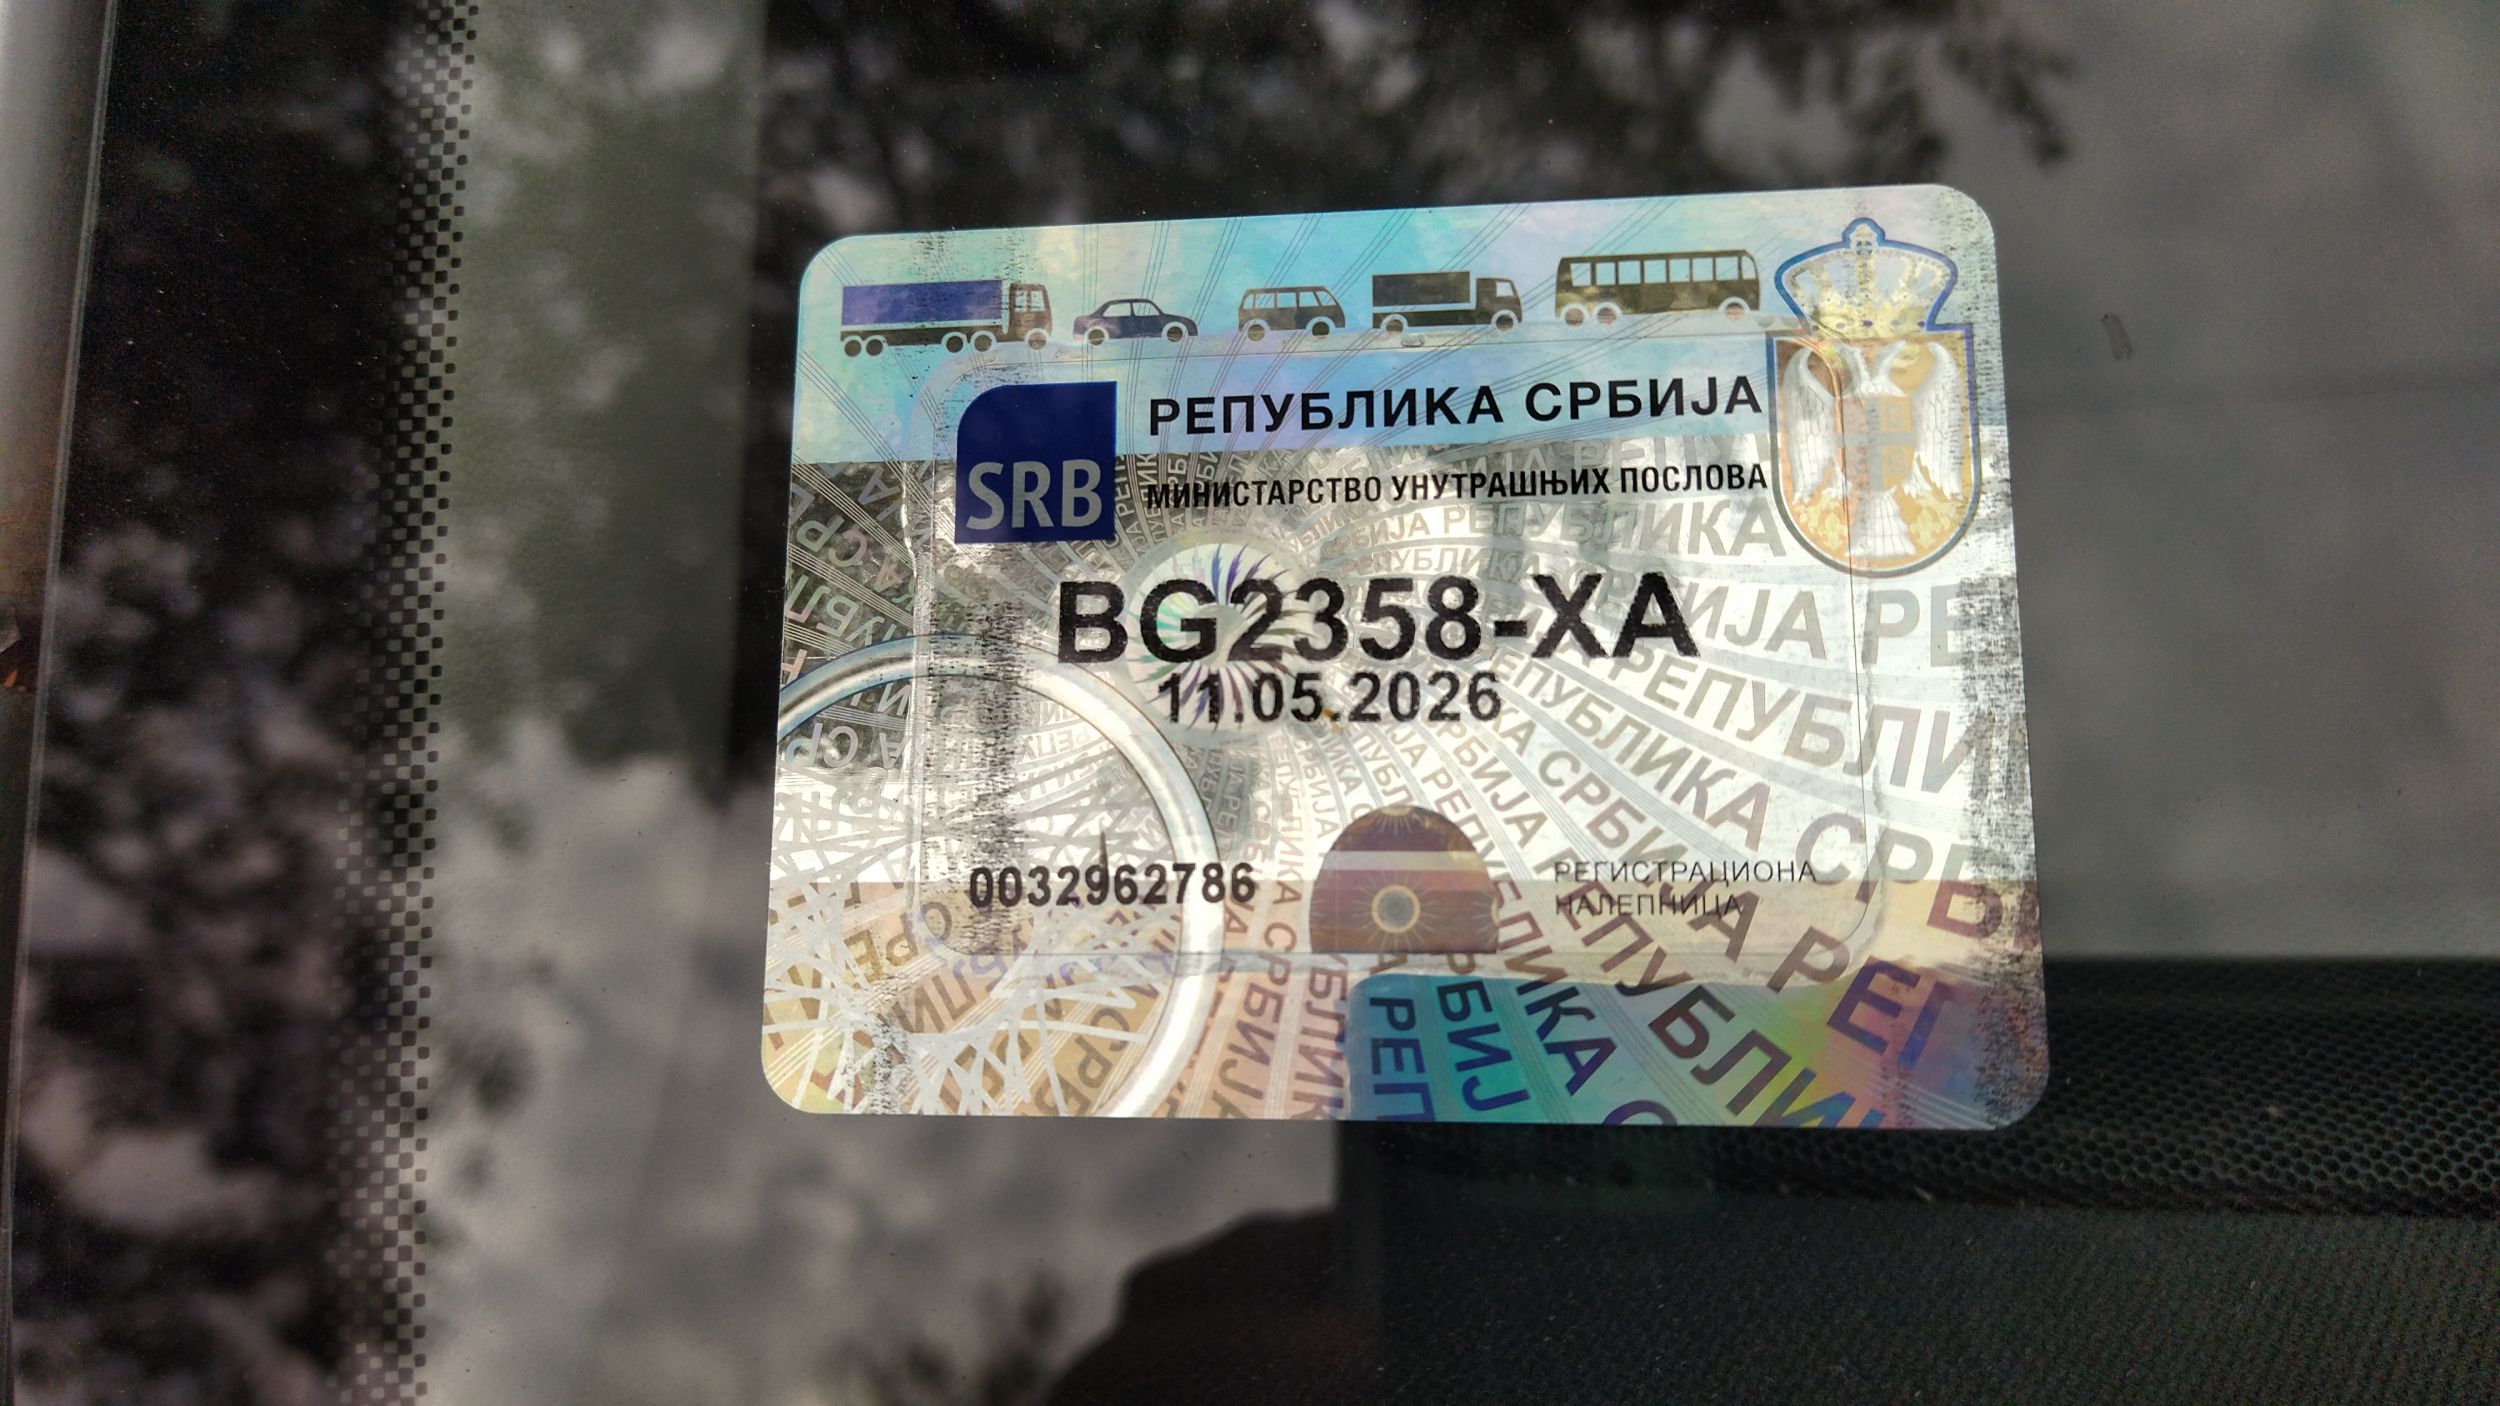 РЕПУБЛИКА СРБИЈА
SRB
МИНИСТАРСТВО УНУТРАШЊИХ ПОСЛОВА
BG2358-XA
11.05.2026
0032962786
РЕГИСТРАЦИОНА
НАЛЕПНИЦА